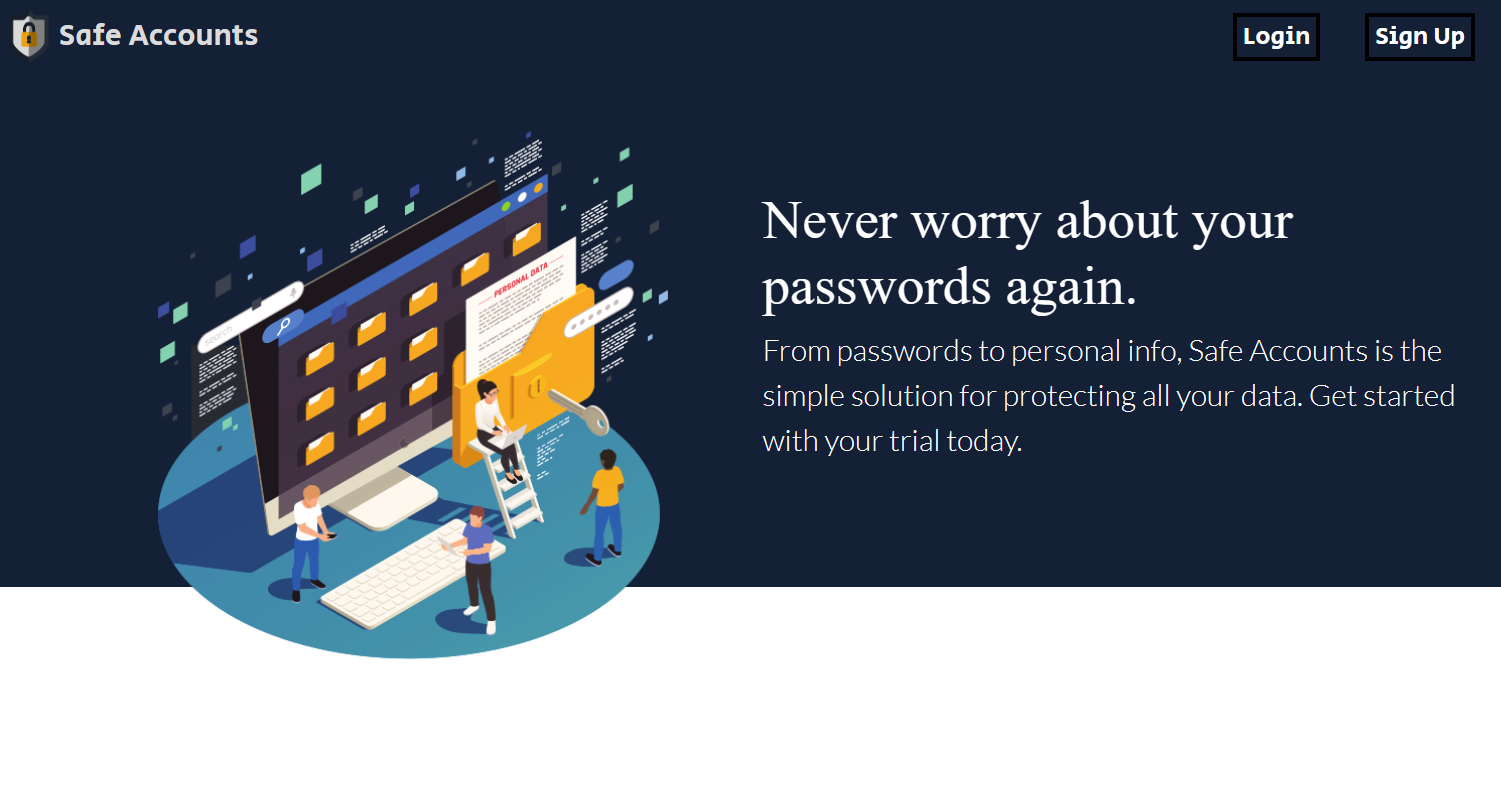 Safe Accounts
Login
Sign Up
Never worry about your
passwords again.
From passwords to personal info, Safe Accounts is the
simple solution for protecting all your data. Get started
with your trial today.
PERSONAL DATA
search